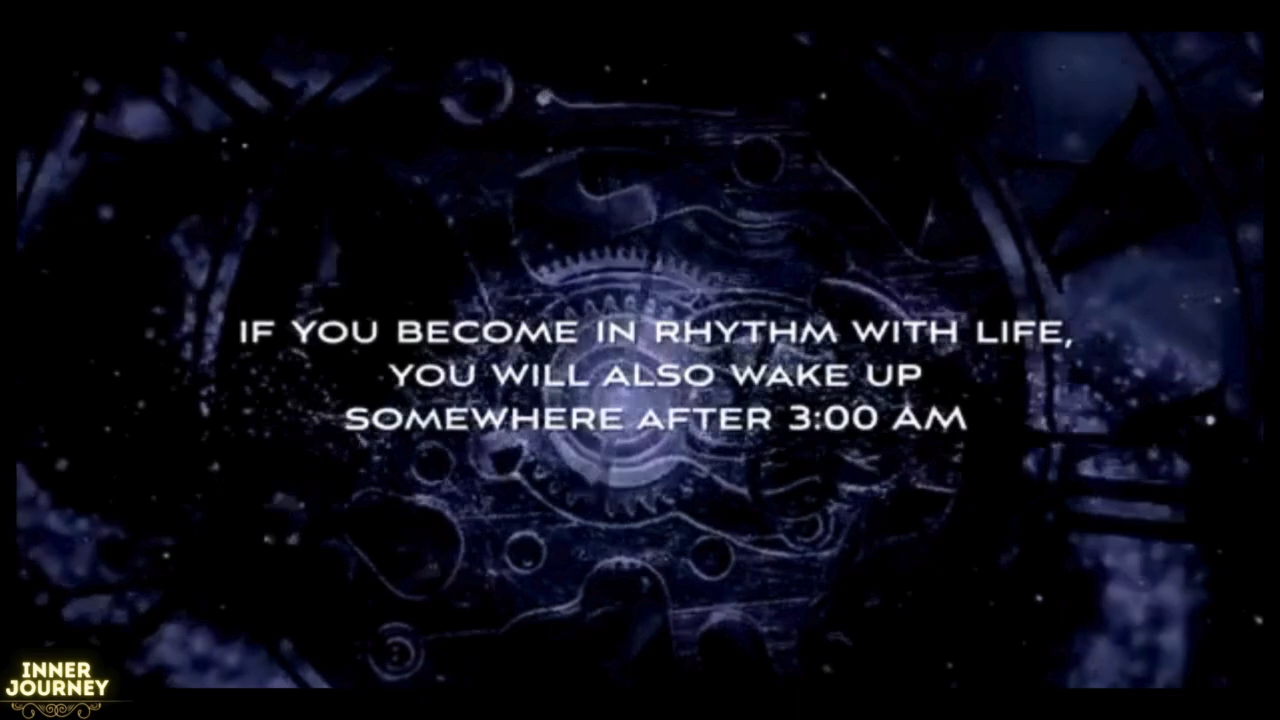 IF YOU BECOME IN RHYTHM WITH LIFE,
YOU WILL ALSO WAKE UP
SOMEWHERE AFTER 3:00 AM
INNER
JOURNEY